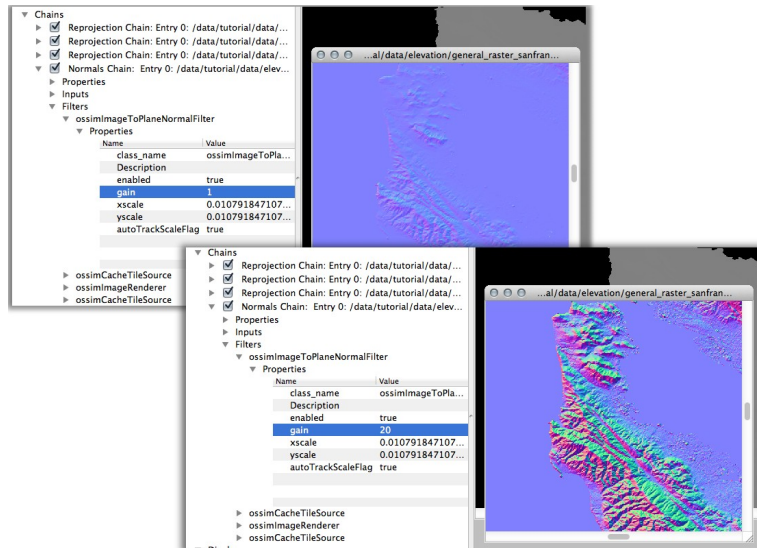 Chains
Reprojection Chain: Entry 0: /data/tutorial/data/...
Reprojection Chain: Entry 0: /data/tutorial/data/...
Reprojection Chain: Entry 0: /data/tutorial/data/...
Normals Chain: Entry 0: /data/tutorial/data/elev...
Properties
Inputs
Filters
ossimImageToPlaneNormalFilter
Properties
Name Value
class_name ossimImageToPla...
Description
enabled true
gain 1
xscale 0.010791847107...
yscale 0.010791847107...
autoTrackScaleFlag true
ossimCacheTileSource
ossimImageRenderer
ossimCacheTileSource
...al/data/elevation/general_raster_sanfran...
Chains
Reprojection Chain: Entry 0: /data/tutorial/data/...
Reprojection Chain: Entry 0: /data/tutorial/data/...
Reprojection Chain: Entry 0: /data/tutorial/data/...
Normals Chain: Entry 0: /data/tutorial/data/elev...
Properties
Inputs
Filters
ossimImageToPlaneNormalFilter
Properties
Name Value
class_name ossimImageToPla...
Description
enabled true
gain 20
xscale 0.010791847107...
yscale 0.010791847107...
autoTrackScaleFlag true
ossimCacheTileSource
ossimImageRenderer
ossimCacheTileSource
...al/data/elevation/general_raster_sanfran...